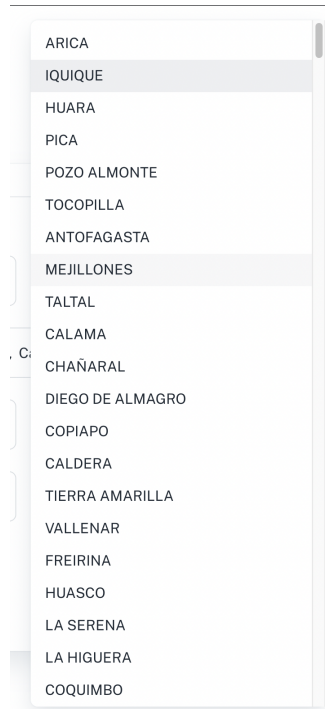 ARICA
IQUIQUE
HUARA
PICA
POZO ALMONTE
TOCOPILLA
ANTOFAGASTA
MEJILLONES
TALTAL
, Ca
CALAMA
CHAÑARAL
DIEGO DE ALMAGRO
COPIAPO
CALDERA
TIERRA AMARILLA
VALLENAR
FREIRINA
HUASCO
LA SERENA
LA HIGUERA
COQUIMBO